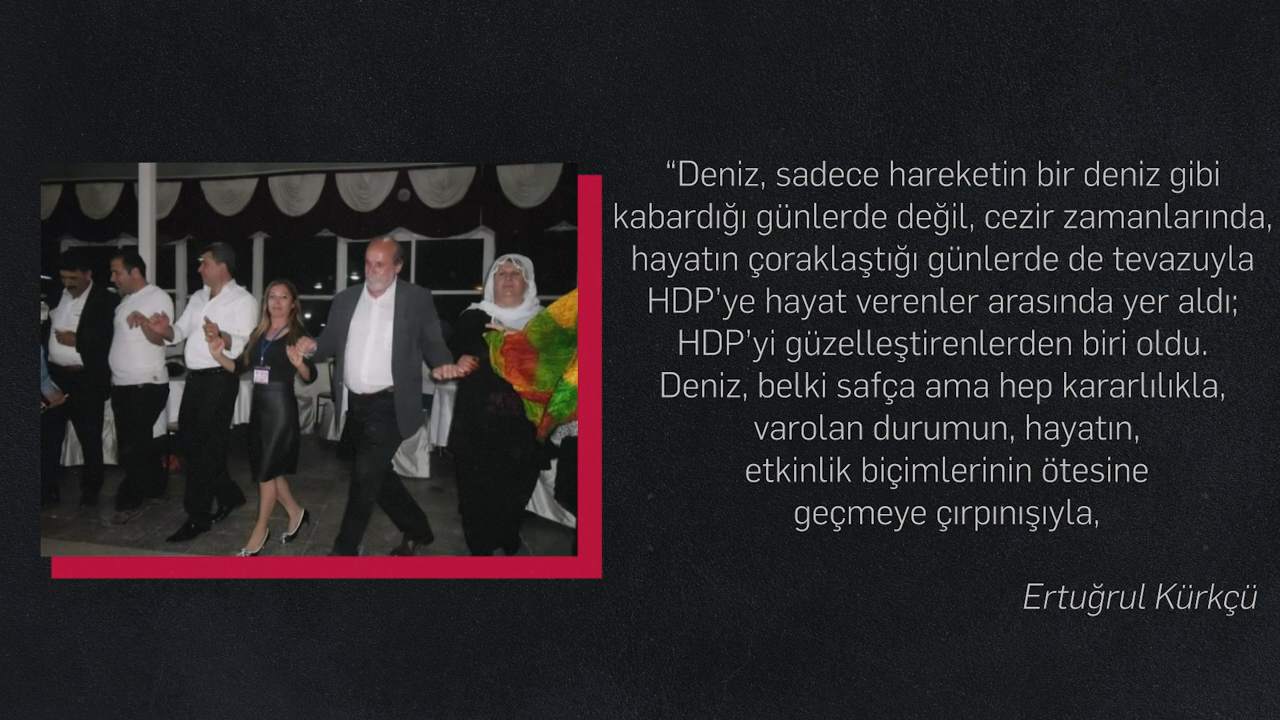 “Deniz, sadece hareketin bir deniz gibi
kabardığı günlerde değil, cezir zamanlarında,
hayatın çoraklaştığı günlerde de tevazuyla
HDP’ye hayat verenler arasında yer aldı;
HDP’yi güzelleştirenlerden biri oldu.
Deniz, belki safça ama hep kararlılıkla,
varolan durumun, hayatın,
etkinlik biçimlerinin ötesine
geçmeye çırpınışıyla,
Ertuğrul Kürkçü